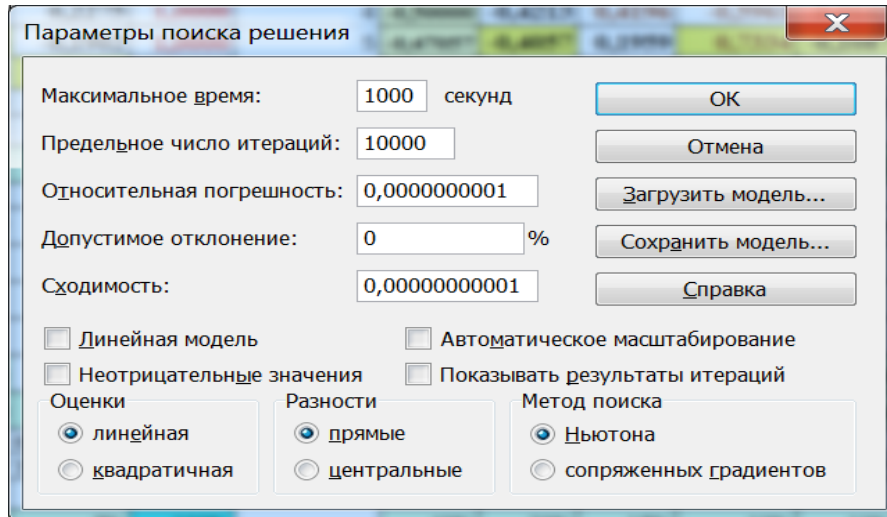 Параметры поиска решения
Максимальное время: 1000 секунд
ОК
Предельное число итераций: 10000
Отмена
Относительная погрешность: 0,0000000001
Загрузить модель...
Допустимое отклонение: 0 %
Сохранить модель...
Сходимость: 0,00000000001
Справка
Линейная модель
Автоматическое масштабирование
Неотрицательные значения
Показывать результаты итераций
Оценки
линейная
квадратичная
Разности
прямые
центральные
Метод поиска
Ньютона
сопряженных градиентов